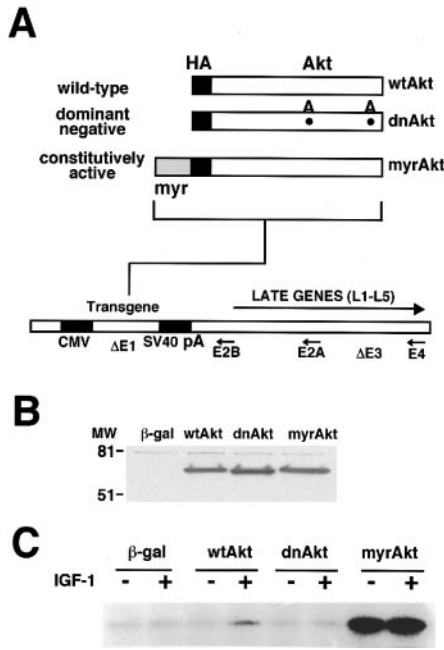 A
HA Akt
wild-type wtAkt
dominant negative A A dnAkt
constitutively active myrAkt
myr
Transgene LATE GENES (L1-L5)
CMV ΔE1 SV40 pA E2B E2A ΔE3 E4
B
MW β-gal wtAkt dnAkt myrAkt
81-
51-
C
β-gal wtAkt dnAkt myrAkt
IGF-1 - + - + - + - +